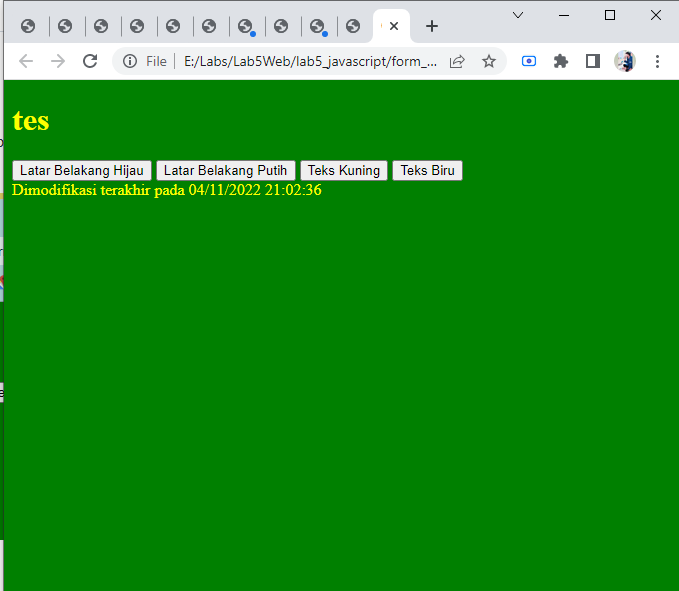 File E:/Labs/Lab5Web/lab5_javascript/form_...
tes
Latar Belakang Hijau Latar Belakang Putih Teks Kuning Teks Biru
Dimodifikasi terakhir pada 04/11/2022 21:02:36